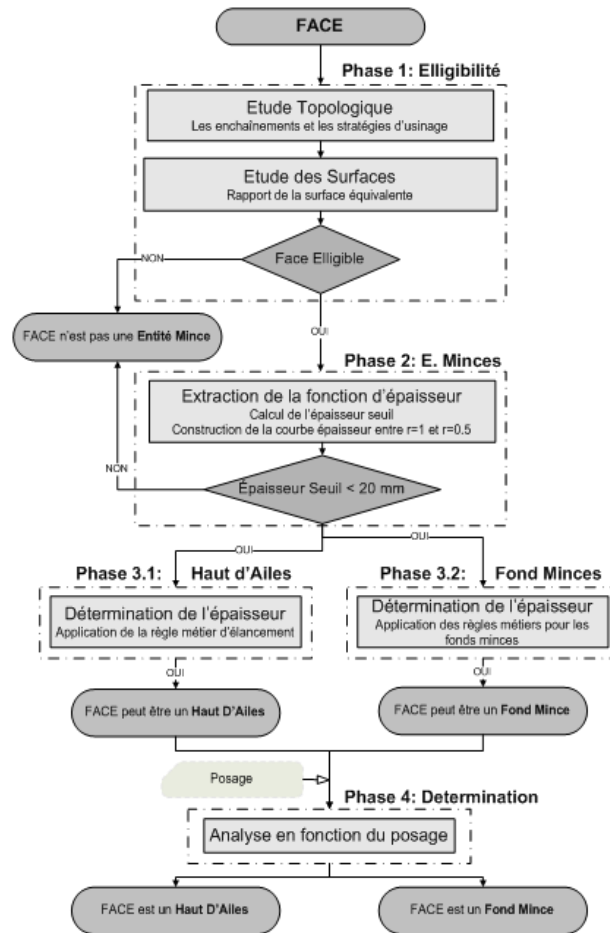 FACE
Phase 1: Elligibilité
Etude Topologique
Les enchaînements et les stratégies d'usinage
Etude des Surfaces
Rapport de la surface équivalente
Face Elligible
NON
FACE n'est pas une Entité Mince
OUI
Phase 2: E. Minces
Extraction de la fonction d'épaisseur
Calcul de l'épaisseur seuil
Construction de la courbe épaisseur entre r=1 et r=0.5
NON
Épaisseur Seuil < 20 mm
OUI
OUI
Phase 3.1: Haut d'Ailes
Phase 3.2: Fond Minces
Détermination de l'épaisseur
Application de la règle métier d'élancement
Détermination de l'épaisseur
Application des règles métiers pour les
fonds minces
OUI
OUI
FACE peut être un Haut D'Ailes
FACE peut être un Fond Mince
Posage
Phase 4: Determination
Analyse en fonction du posage
FACE est un Haut D'Ailes
FACE est un Fond Mince